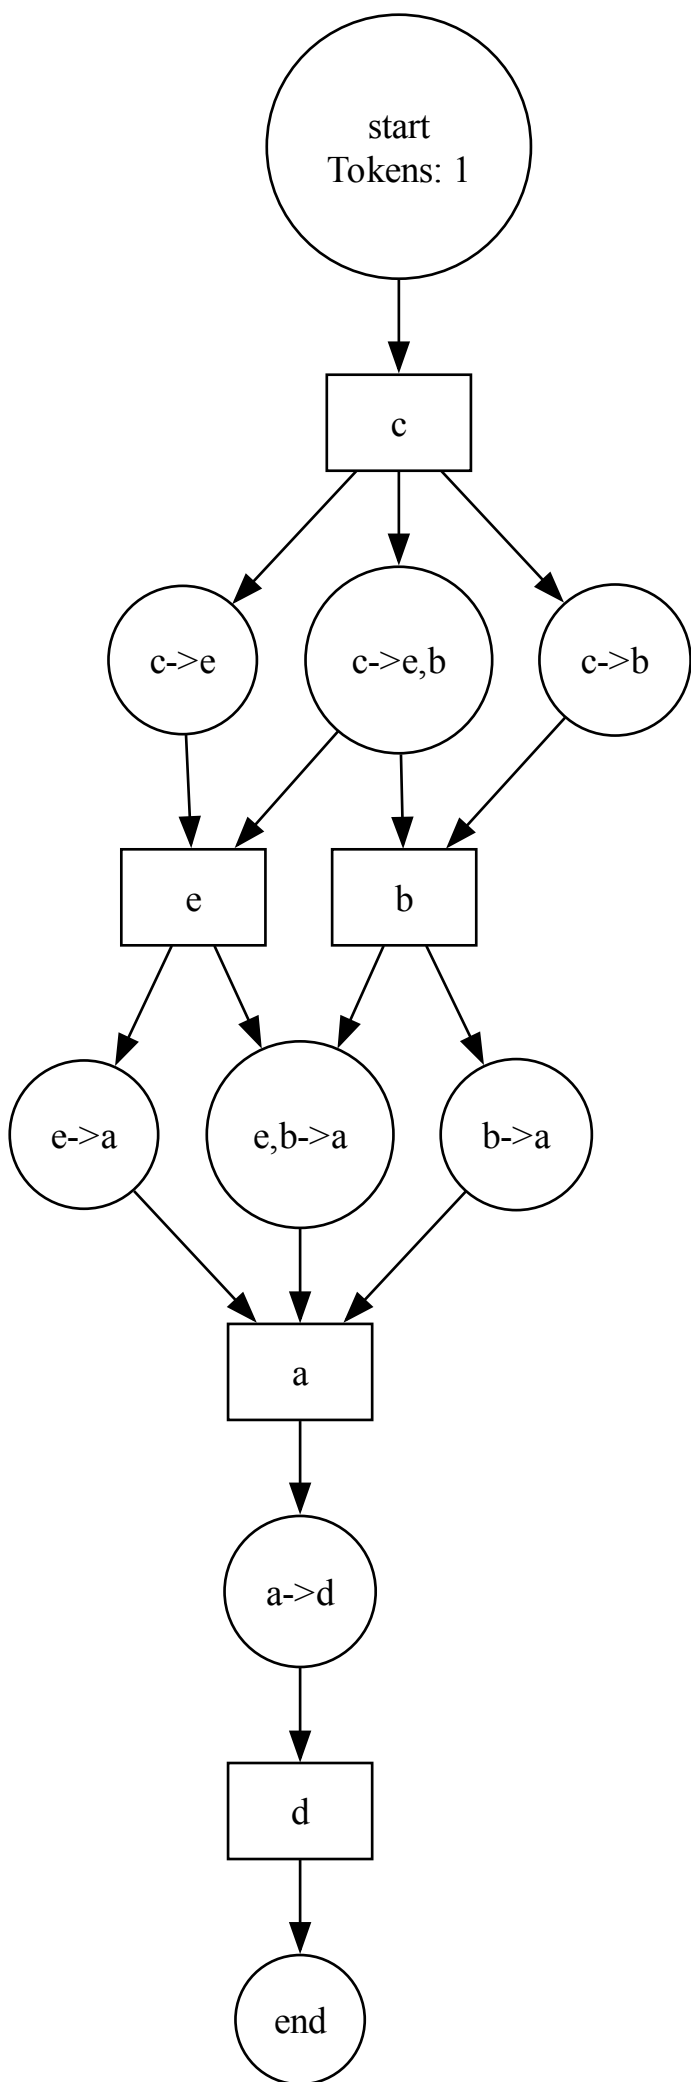 start
Tokens: 1
c
c->e
c->e,b
c->b
e
b
e->a
e,b->a
b->a
a
a->d
d
end